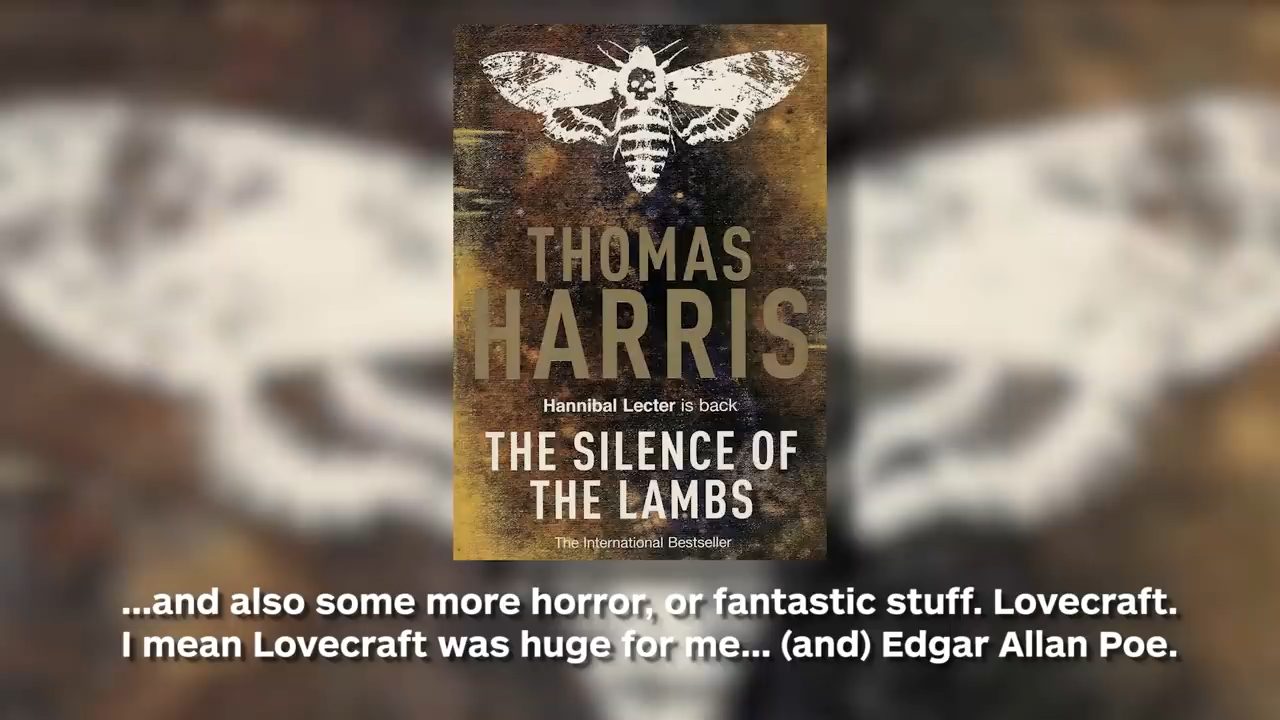 THOMAS
HARRIS
Hannibal Lecter is back
THE SILENCE OF
THE LAMBS
The International Bestseller
...and also some more horror, or fantastic stuff. Lovecraft.
I mean Lovecraft was huge for me... (and) Edgar Allan Poe.